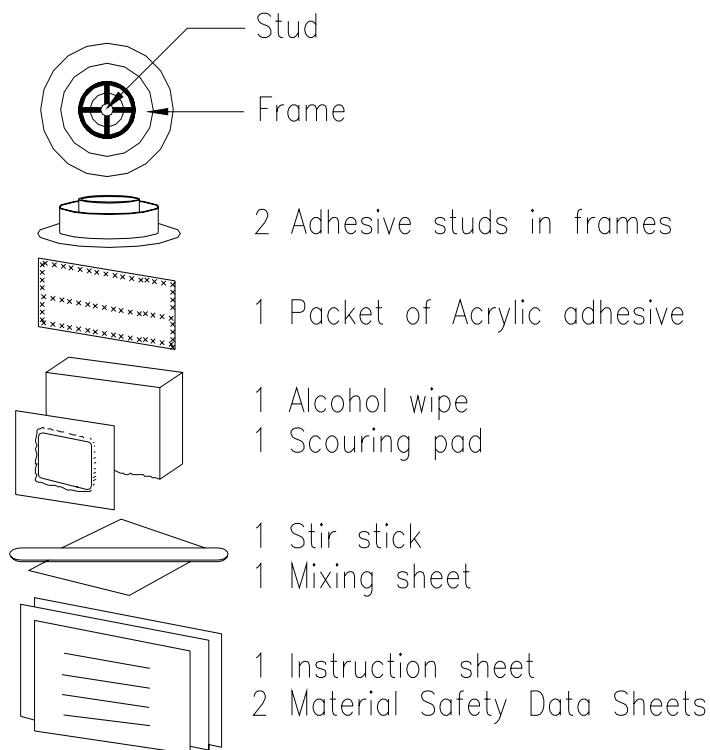 Stud
Frame
2 Adhesive studs in frames
1 Packet of Acrylic adhesive
1 Alcohol wipe
1 Scouring pad
1 Stir stick
1 Mixing sheet
1 Instruction sheet
2 Material Safety Data Sheets